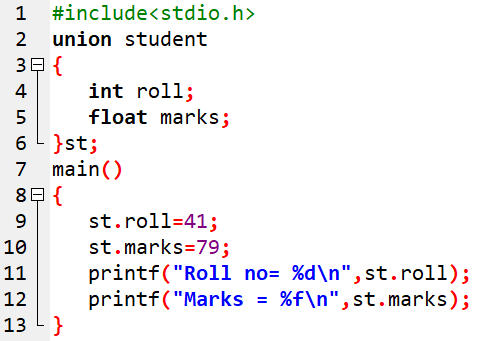 1 #include<stdio.h>
2 union student
3 {
4 int roll;
5 float marks;
6 }st;
7 main()
8 {
9 st.roll=41;
10 st.marks=79;
11 printf("Roll no= %d\n",st.roll);
12 printf("Marks = %f\n",st.marks);
13 }